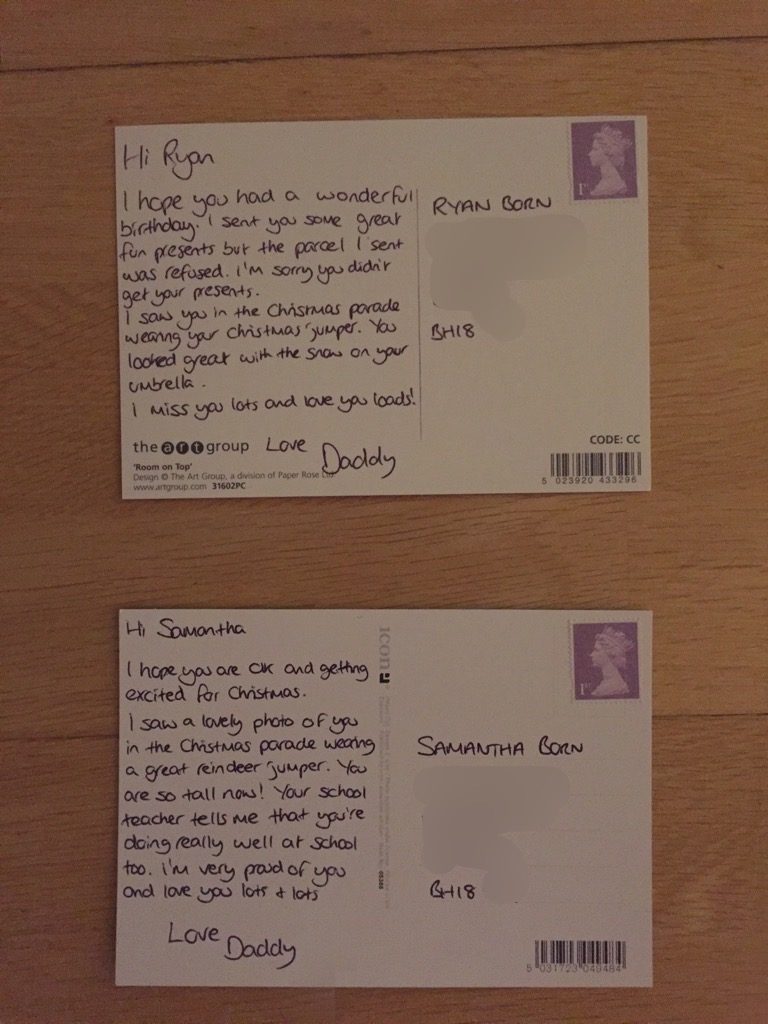 Hi Ryan
I hope you had a wonderful
birthday. I sent you some great
fun presents but the parcel I sent
was refused. I'm sorry you didn't
get your presents.
I saw you in the Christmas parade
wearing your Christmas jumper. You
looked great with the snow on your
umbrella.
I miss you lots and love you loads!
Love Daddy
the art group
'Room on Top'
Design © The Art Group, a division of Paper Rose Ltd.
www.artgroup.com 31602PC
1st
RYAN BORN
BH18
CODE: CC
5 023920 433296
Hi Samantha
I hope you are OK and getting
excited for Christmas.
I saw a lovely photo of you
in the Christmas parade wearing
a great reindeer jumper. You
are so tall now! Your school
teacher tells me that you're
doing really well at school
too. I'm very proud of you
and love you lots + lots
Love Daddy
icon
1st
SAMANTHA BORN
BH18
5 031723 049484